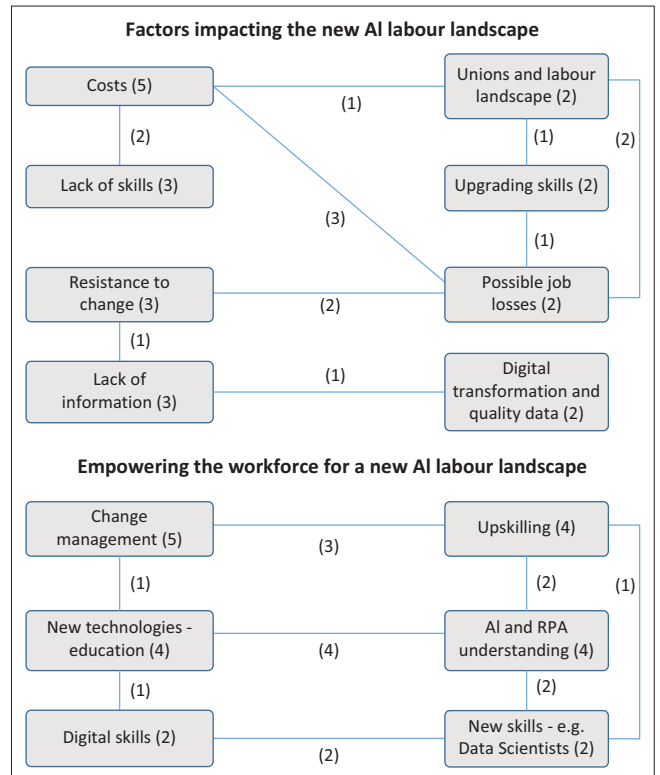 Factors impacting the new Al labour landscape
Costs (5)
Unions and labour
landscape (2)
(1)
(2)
(1)
(2)
Lack of skills (3)
Upgrading skills (2)
(3)
(1)
Resistance to
change (3)
Possible job
losses (2)
(2)
(1)
Lack of
information (3)
(1)
Digital
transformation and
quality data (2)
Empowering the workforce for a new Al labour landscape
Change
management (5)
Upskilling (4)
(3)
(1)
(2)
(1)
New technologies -
education (4)
Al and RPA
understanding (4)
(4)
(1)
(2)
Digital skills (2)
New skills - e.g.
Data Scientists (2)
(2)